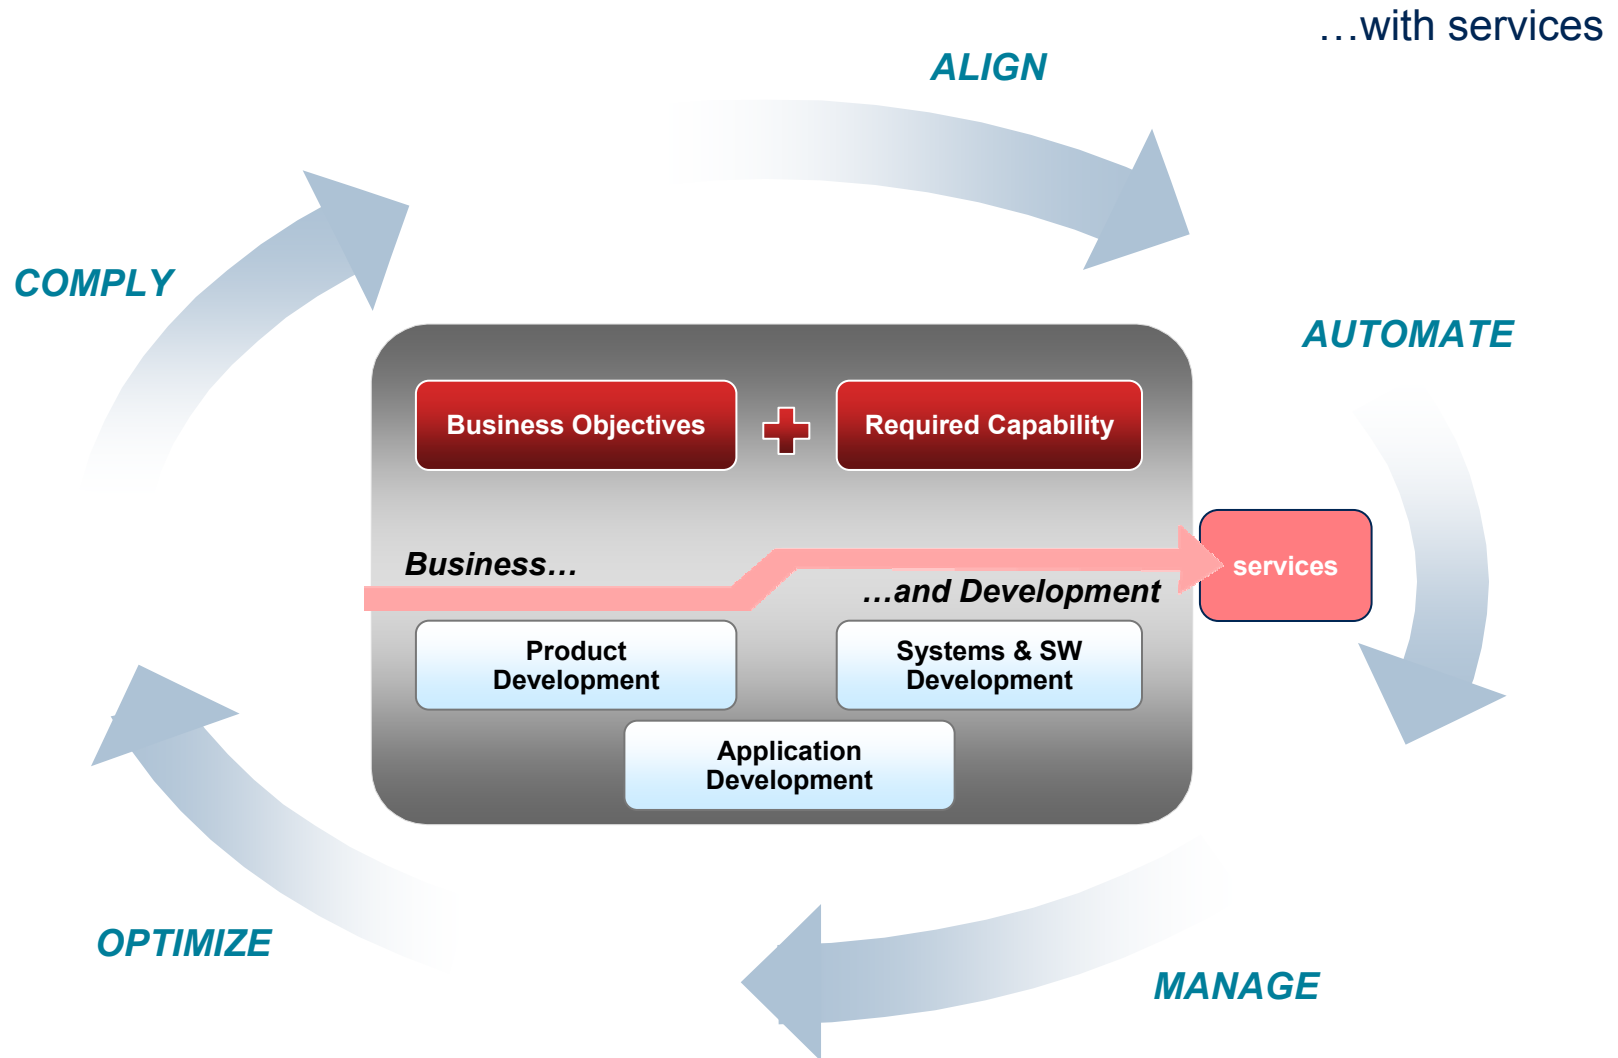 …with services
ALIGN
COMPLY
AUTOMATE
Business Objectives
Required Capability
Business…
services
…and Development
Product
Development
Systems & SW
Development
Application
Development
OPTIMIZE
MANAGE